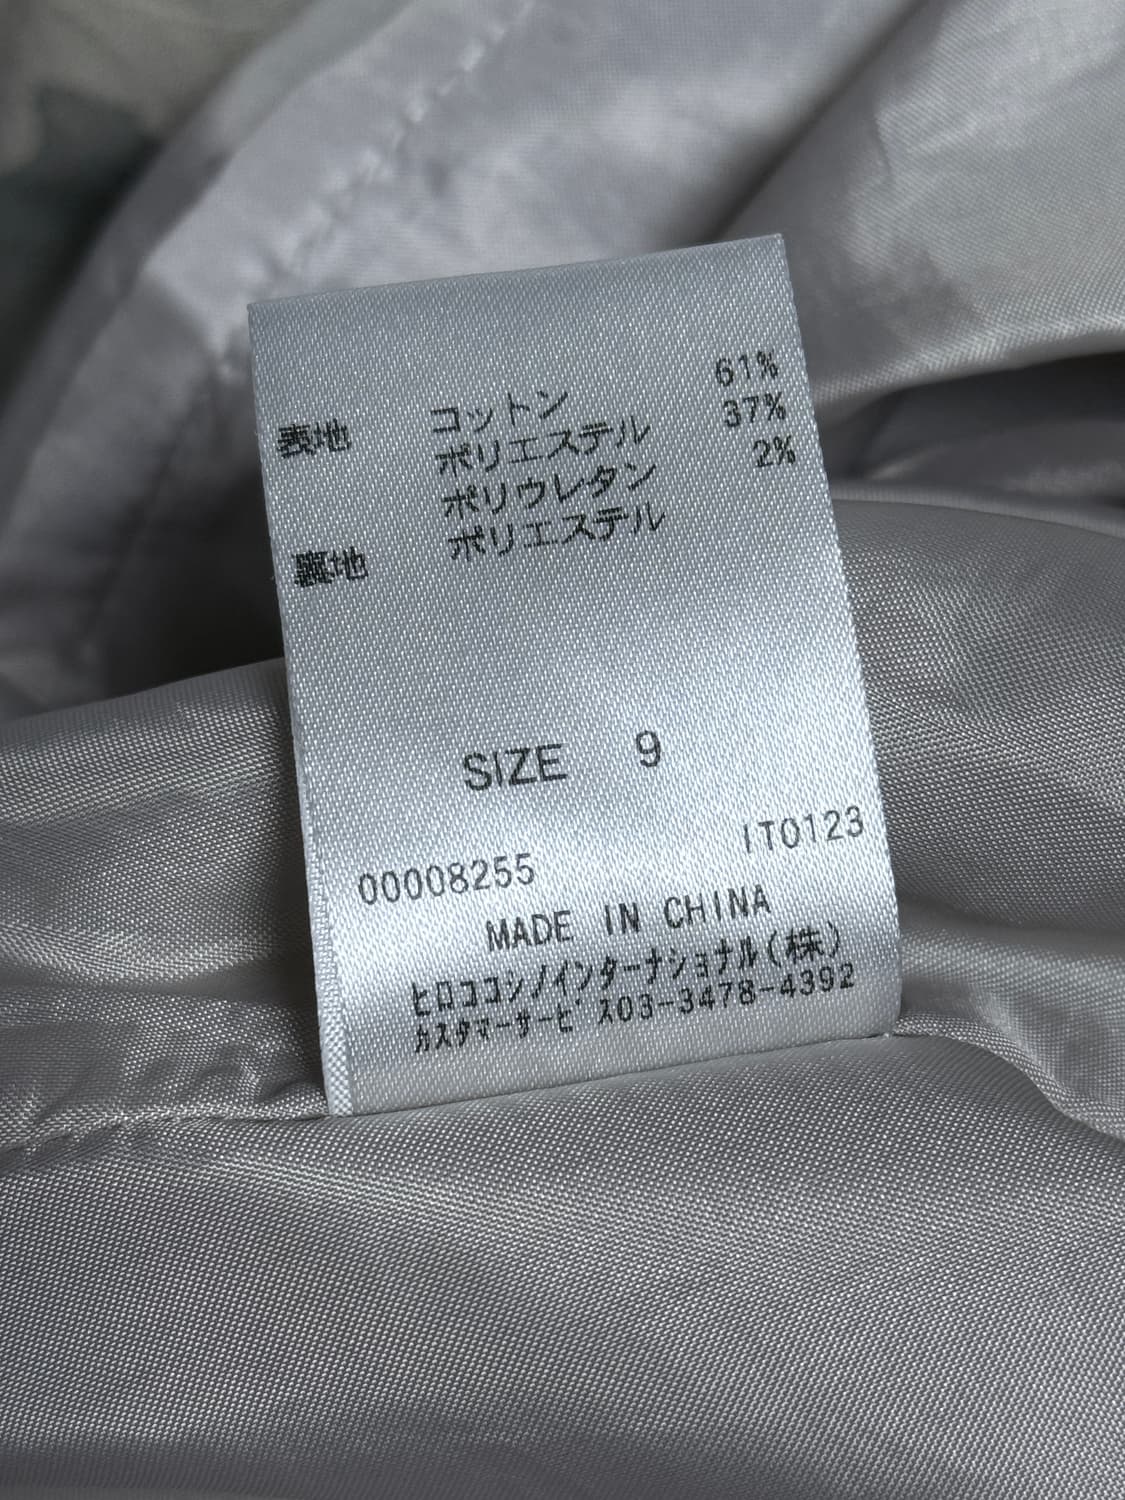 表地 コットン 61%
ポリエステル 37%
ポリウレタン 2%
裏地 ポリエステル
SIZE 9
00008255 IT0123
MADE IN CHINA
ヒロココシノインターナショナル(株)
カスタマーサービス03-3478-4392